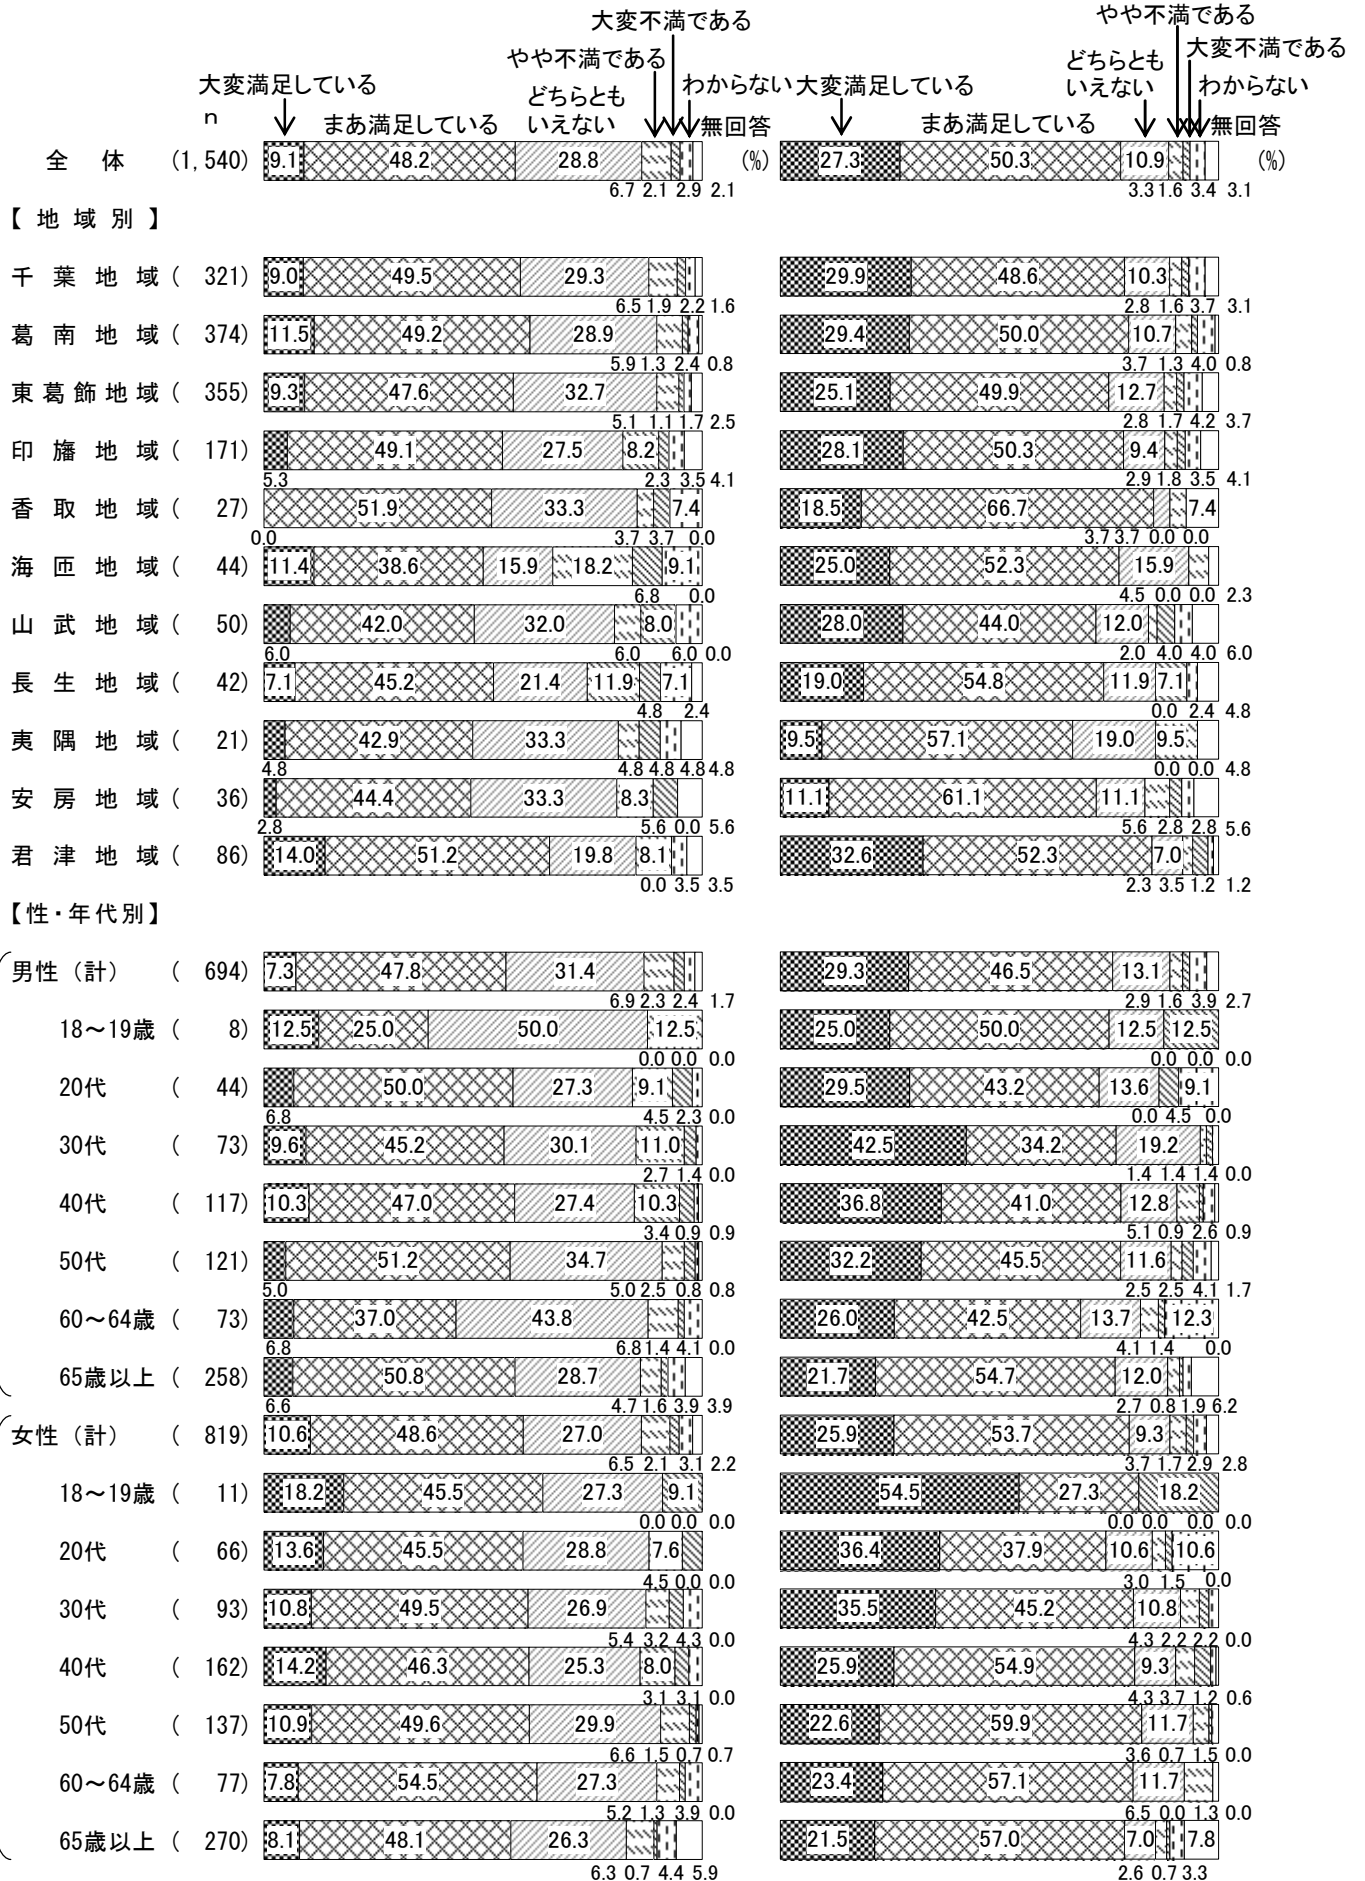 大変不満である やや不満である
やや不満である どちらとも 大変不満である
大変満足している どちらとも わからない 大変満足している いえない わからない
n まあ満足している いえない 無回答 まあ満足している 無回答
全体 (1,540) 9.1 48.2 28.8 (%) 27.3 50.3 10.9 (%)
6.7 2.1 2.9 2.1 3.3 1.6 3.4 3.1
【地域別】
千葉地域( 321) 9.0 49.5 29.3 29.9 48.6 10.3
6.5 1.9 2.2 1.6 2.8 1.6 3.7 3.1
葛南地域( 374) 11.5 49.2 28.9 29.4 50.0 10.7
5.9 1.3 2.4 0.8 3.7 1.3 4.0 0.8
東葛飾地域( 355) 9.3 47.6 32.7 25.1 49.9 12.7
5.1 1.1 1.7 2.5 2.8 1.7 4.2 3.7
印旛地域( 171) 49.1 27.5 8.2 28.1 50.3 9.4
5.3 2.3 3.5 4.1 2.9 1.8 3.5 4.1
香取地域( 27) 51.9 33.3 7.4 18.5 66.7 7.4
0.0 3.7 3.7 0.0 3.7 3.7 0.0 0.0
海匝地域( 44) 11.4 38.6 15.9 18.2 9.1 25.0 52.3 15.9
6.8 0.0 4.5 0.0 0.0 2.3
山武地域( 50) 42.0 32.0 8.0 28.0 44.0 12.0
6.0 6.0 6.0 0.0 2.0 4.0 4.0 6.0
長生地域( 42) 7.1 45.2 21.4 11.9 7.1 19.0 54.8 11.9 7.1
4.8 2.4 0.0 2.4 4.8
夷隅地域( 21) 42.9 33.3 9.5 57.1 19.0 9.5
4.8 4.8 4.8 4.8 4.8 0.0 0.0 4.8
安房地域( 36) 44.4 33.3 8.3 11.1 61.1 11.1
2.8 5.6 0.0 5.6 5.6 2.8 2.8 5.6
君津地域( 86) 14.0 51.2 19.8 8.1 32.6 52.3 7.0
0.0 3.5 3.5 2.3 3.5 1.2 1.2
【性・年代別】
男性(計) ( 694) 7.3 47.8 31.4 29.3 46.5 13.1
6.9 2.3 2.4 1.7 2.9 1.6 3.9 2.7
18～19歳( 8) 12.5 25.0 50.0 12.5 25.0 50.0 12.5 12.5
0.0 0.0 0.0 0.0 0.0 0.0
20代 ( 44) 50.0 27.3 9.1 29.5 43.2 13.6 9.1
6.8 4.5 2.3 0.0 0.0 4.5 0.0
30代 ( 73) 9.6 45.2 30.1 11.0 42.5 34.2 19.2
2.7 1.4 0.0 1.4 1.4 1.4 0.0
40代 ( 117) 10.3 47.0 27.4 10.3 36.8 41.0 12.8
3.4 0.9 0.9 5.1 0.9 2.6 0.9
50代 ( 121) 51.2 34.7 32.2 45.5 11.6
5.0 5.0 2.5 0.8 0.8 2.5 2.5 4.1 1.7
60～64歳( 73) 37.0 43.8 26.0 42.5 13.7 12.3
6.8 6.8 1.4 4.1 0.0 4.1 1.4 0.0
65歳以上( 258) 50.8 28.7 21.7 54.7 12.0
6.6 4.7 1.6 3.9 3.9 2.7 0.8 1.9 6.2
女性(計) ( 819) 10.6 48.6 27.0 25.9 53.7 9.3
6.5 2.1 3.1 2.2 3.7 1.7 2.9 2.8
18～19歳( 11) 18.2 45.5 27.3 9.1 54.5 27.3 18.2
0.0 0.0 0.0 0.0 0.0 0.0 0.0
20代 ( 66) 13.6 45.5 28.8 7.6 36.4 37.9 10.6 10.6
4.5 0.0 0.0 3.0 1.5 0.0
30代 ( 93) 10.8 49.5 26.9 35.5 45.2 10.8
5.4 3.2 4.3 0.0 4.3 2.2 2.2 0.0
40代 ( 162) 14.2 46.3 25.3 8.0 25.9 54.9 9.3
3.1 3.1 0.0 4.3 3.7 1.2 0.6
50代 ( 137) 10.9 49.6 29.9 22.6 59.9 11.7
6.6 1.5 0.7 0.7 3.6 0.7 1.5 0.0
60～64歳( 77) 7.8 54.5 27.3 23.4 57.1 11.7
5.2 1.3 3.9 0.0 6.5 0.0 1.3 0.0
65歳以上( 270) 8.1 48.1 26.3 21.5 57.0 7.0 7.8
6.3 0.7 4.4 5.9 2.6 0.7 3.3